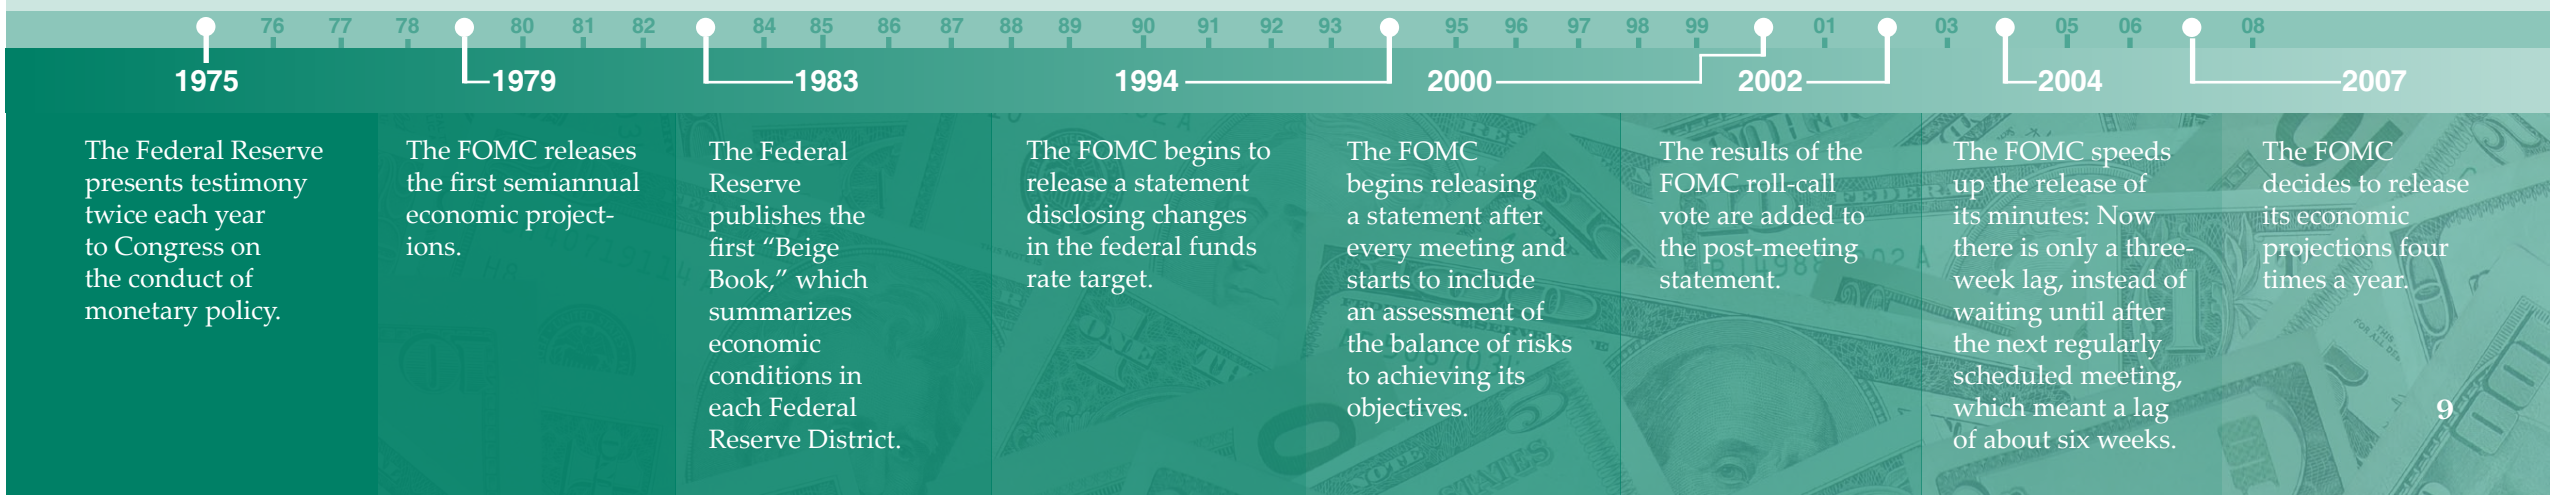 76 77 78 80 81 82 84 85 86 87 88 89 90 91 92 93 95 96 97 98 99 01 03 05 06 08
1975
The Federal Reserve
presents testimony
twice each year
to Congress on
the conduct of
monetary policy.
1979
The FOMC releases
the first semiannual
economic project-
ions.
1983
The Federal
Reserve
publishes the
first “Beige
Book,” which
summarizes
economic
conditions in
each Federal
Reserve District.
1994
The FOMC begins to
release a statement
disclosing changes
in the federal funds
rate target.
2000
The FOMC
begins releasing
a statement after
every meeting and
starts to include
an assessment of
the balance of risks
to achieving its
objectives.
2002
The results of the
FOMC roll-call
vote are added to
the post-meeting
statement.
2004
The FOMC speeds
up the release of
its minutes: Now
there is only a three-
week lag, instead of
waiting until after
the next regularly
scheduled meeting,
which meant a lag
of about six weeks.
2007
The FOMC
decides to release
its economic
projections four
times a year.
9